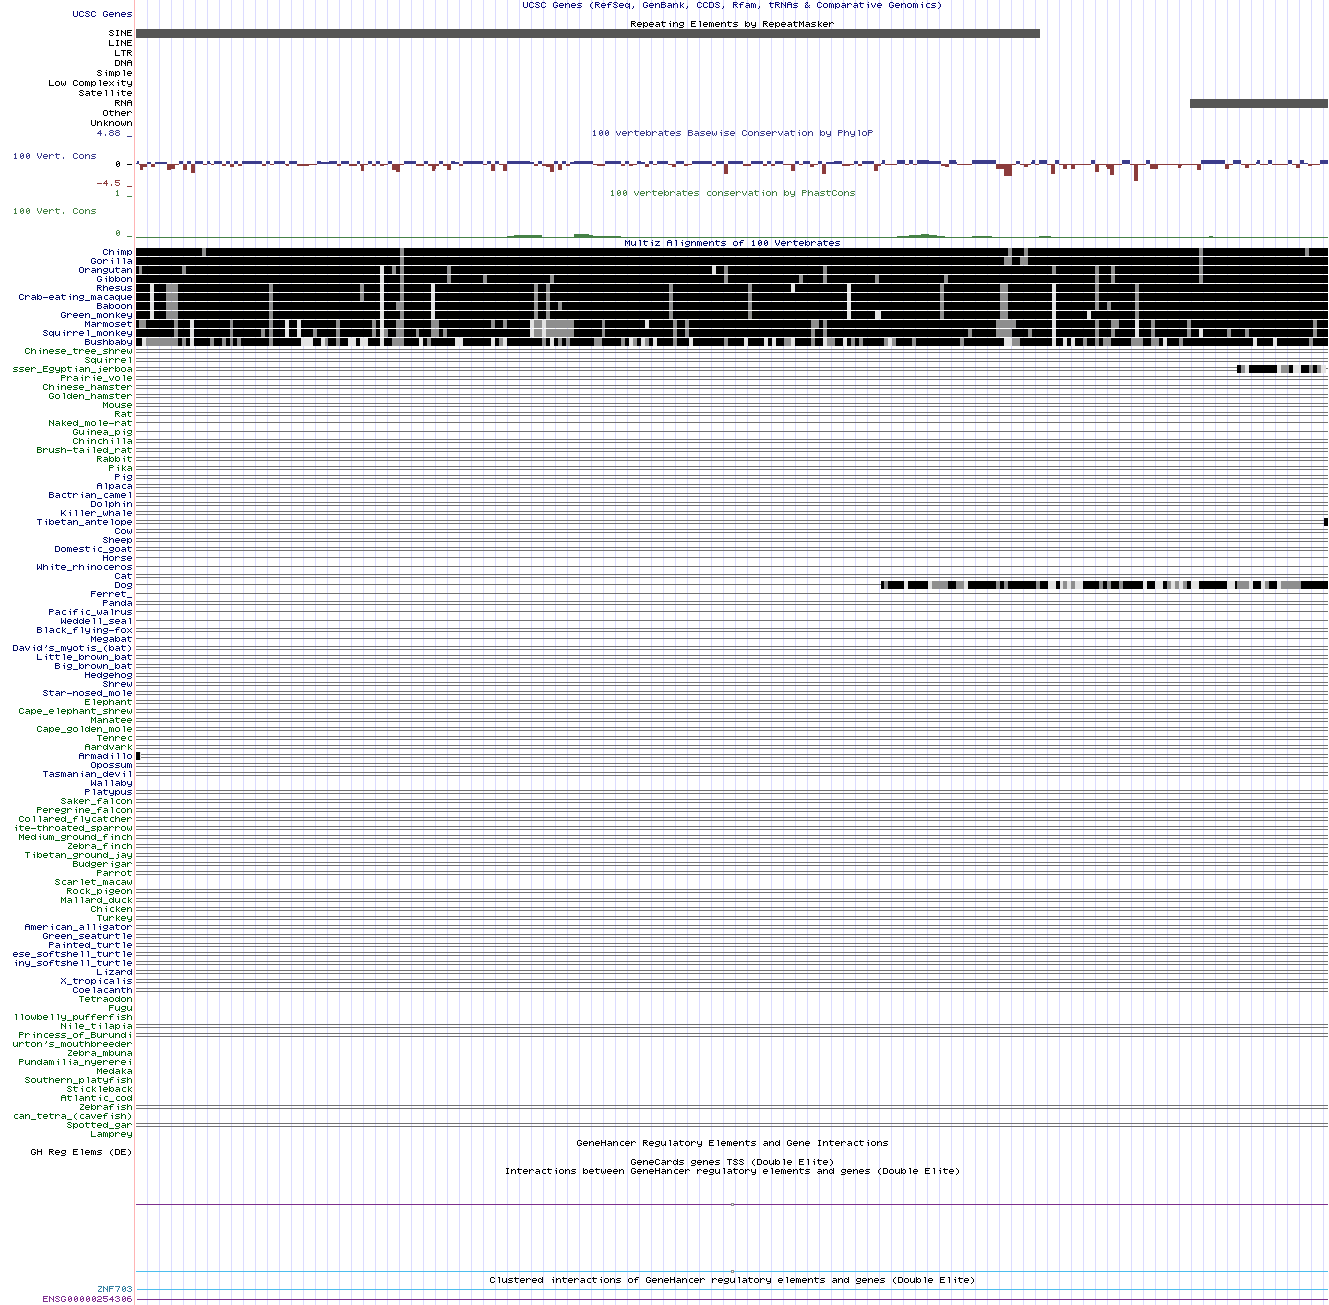 UCSC Genes (RefSeq, GenBank, CCDS, Rfam, tRNAs & Comparative Genomics)
UCSC Genes
Repeating Elements by RepeatMasker
SINE
LINE
LTR
DNA
Simple
Low Complexity
Satellite
RNA
Other
Unknown
4.88 _
100 vertebrates Basewise Conservation by PhyloP
100 Vert. Cons
0 -
-4.5 _
1 _
100 vertebrates conservation by PhastCons
100 Vert. Cons
0 _
Multiz Alignments of 100 Vertebrates
Chimp
Gorilla
Orangutan
Gibbon
Rhesus
Crab-eating_macaque
Baboon
Green_monkey
Marmoset
Squirrel_monkey
Bushbaby
Chinese_tree_shrew
Squirrel
sser_Egyptian_jerboa
Prairie_vole
Chinese_hamster
Golden_hamster
Mouse
Rat
Naked_mole-rat
Guinea_pig
Chinchilla
Brush-tailed_rat
Rabbit
Pika
Pig
Alpaca
Bactrian_camel
Dolphin
Killer_whale
Tibetan_antelope
Cow
Sheep
Domestic_goat
Horse
White_rhinoceros
Cat
Dog
Ferret_
Panda
Pacific_walrus
Weddell_seal
Black_flying-fox
Megabat
David's_myotis_(bat)
Little_brown_bat
Big_brown_bat
Hedgehog
Shrew
Star-nosed_mole
Elephant
Cape_elephant_shrew
Manatee
Cape_golden_mole
Tenrec
Aardvark
Armadillo
Opossum
Tasmanian_devil
Wallaby
Platypus
Saker_falcon
Peregrine_falcon
Collared_flycatcher
ite-throated_sparrow
Medium_ground_finch
Zebra_finch
Tibetan_ground_jay
Budgerigar
Parrot
Scarlet_macaw
Rock_pigeon
Mallard_duck
Chicken
Turkey
American_alligator
Green_seaturtle
Painted_turtle
ese_softshell_turtle
iny_softshell_turtle
Lizard
X_tropicalis
Coelacanth
Tetraodon
Fugu
llowbelly_pufferfish
Nile_tilapia
Princess_of_Burundi
urton's_mouthbreeder
Zebra_mbuna
Pundamilia_nyererei
Medaka
Southern_platyfish
Stickleback
Atlantic_cod
Zebrafish
can_tetra_(cavefish)
Spotted_gar
Lamprey
GeneHancer Regulatory Elements and Gene Interactions
GH Reg Elems (DE)
GeneCards genes TSS (Double Elite)
Interactions between GeneHancer regulatory elements and genes (Double Elite)
Clustered interactions of GeneHancer regulatory elements and genes (Double Elite)
ZNF703
ENSG00000254306